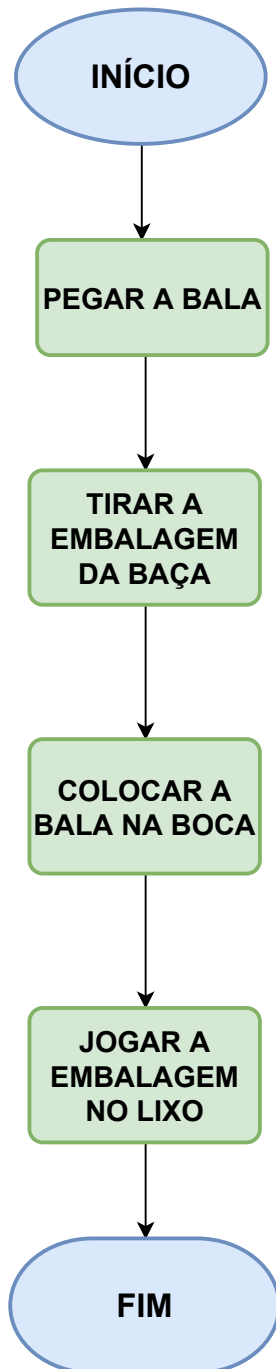 INÍCIO
PEGAR A BALA
TIRAR A
EMBALAGEM
DA BAÇA
COLOCAR A
BALA NA BOCA
JOGAR A
EMBALAGEM
NO LIXO
FIM